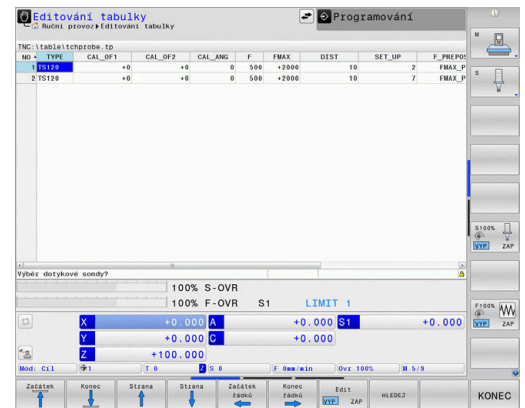 Editování tabulky
Programování
Ruční provoz Editování tabulky
TNC:\table\tchprobe.tp
NO TYPE CAL_OF1 CAL_OF2 CAL_ANG F FMAX DIST SET_UP F_PREPOS
1 TS120 +0 +0 0 500 +2000 10 2 FMAX_P
2 TS120 +0 +0 0 500 +2000 10 7 FMAX_P
Výběr dotykové sondy?
100% S-OVR
100% F-OVR S1 LIMIT 1
X +0.000 A +0.000 S1 +0.000
Y +0.000 C +0.000
Z +100.000
Mód: Cíl 1 T 0 Z S 0 F 0mm/min Ovr 100% M 5/9
Začátek Konec Strana Strana Začátek řádků Konec řádků Edit VYP ZAP HLEDEJ KONEC
M
S
S100% VYP ZAP
F100% VYP ZAP